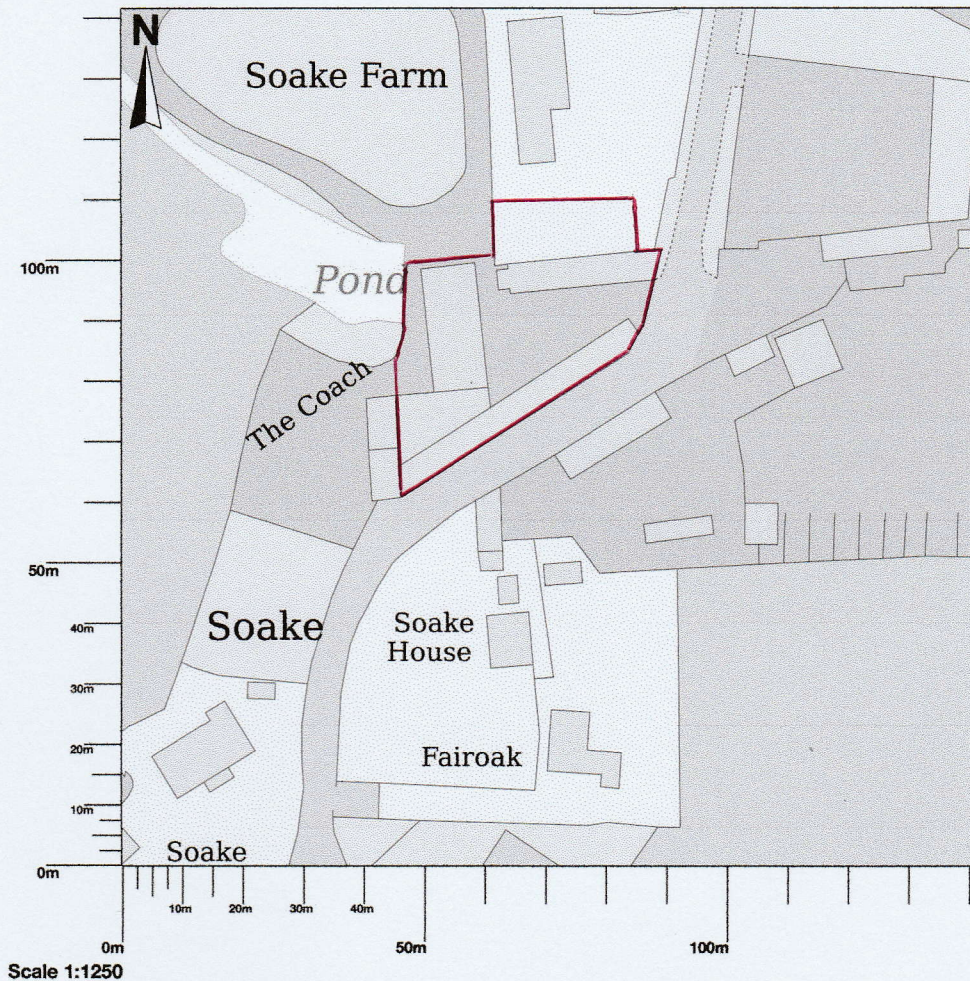 N
Soake Farm
100m
Pond
The Coach
50m
40m
Soake
Soake
House
30m
20m
Fairoak
10m
Soake
0m
10m
20m
30m
40m
0m
50m
100m
Scale 1:1250